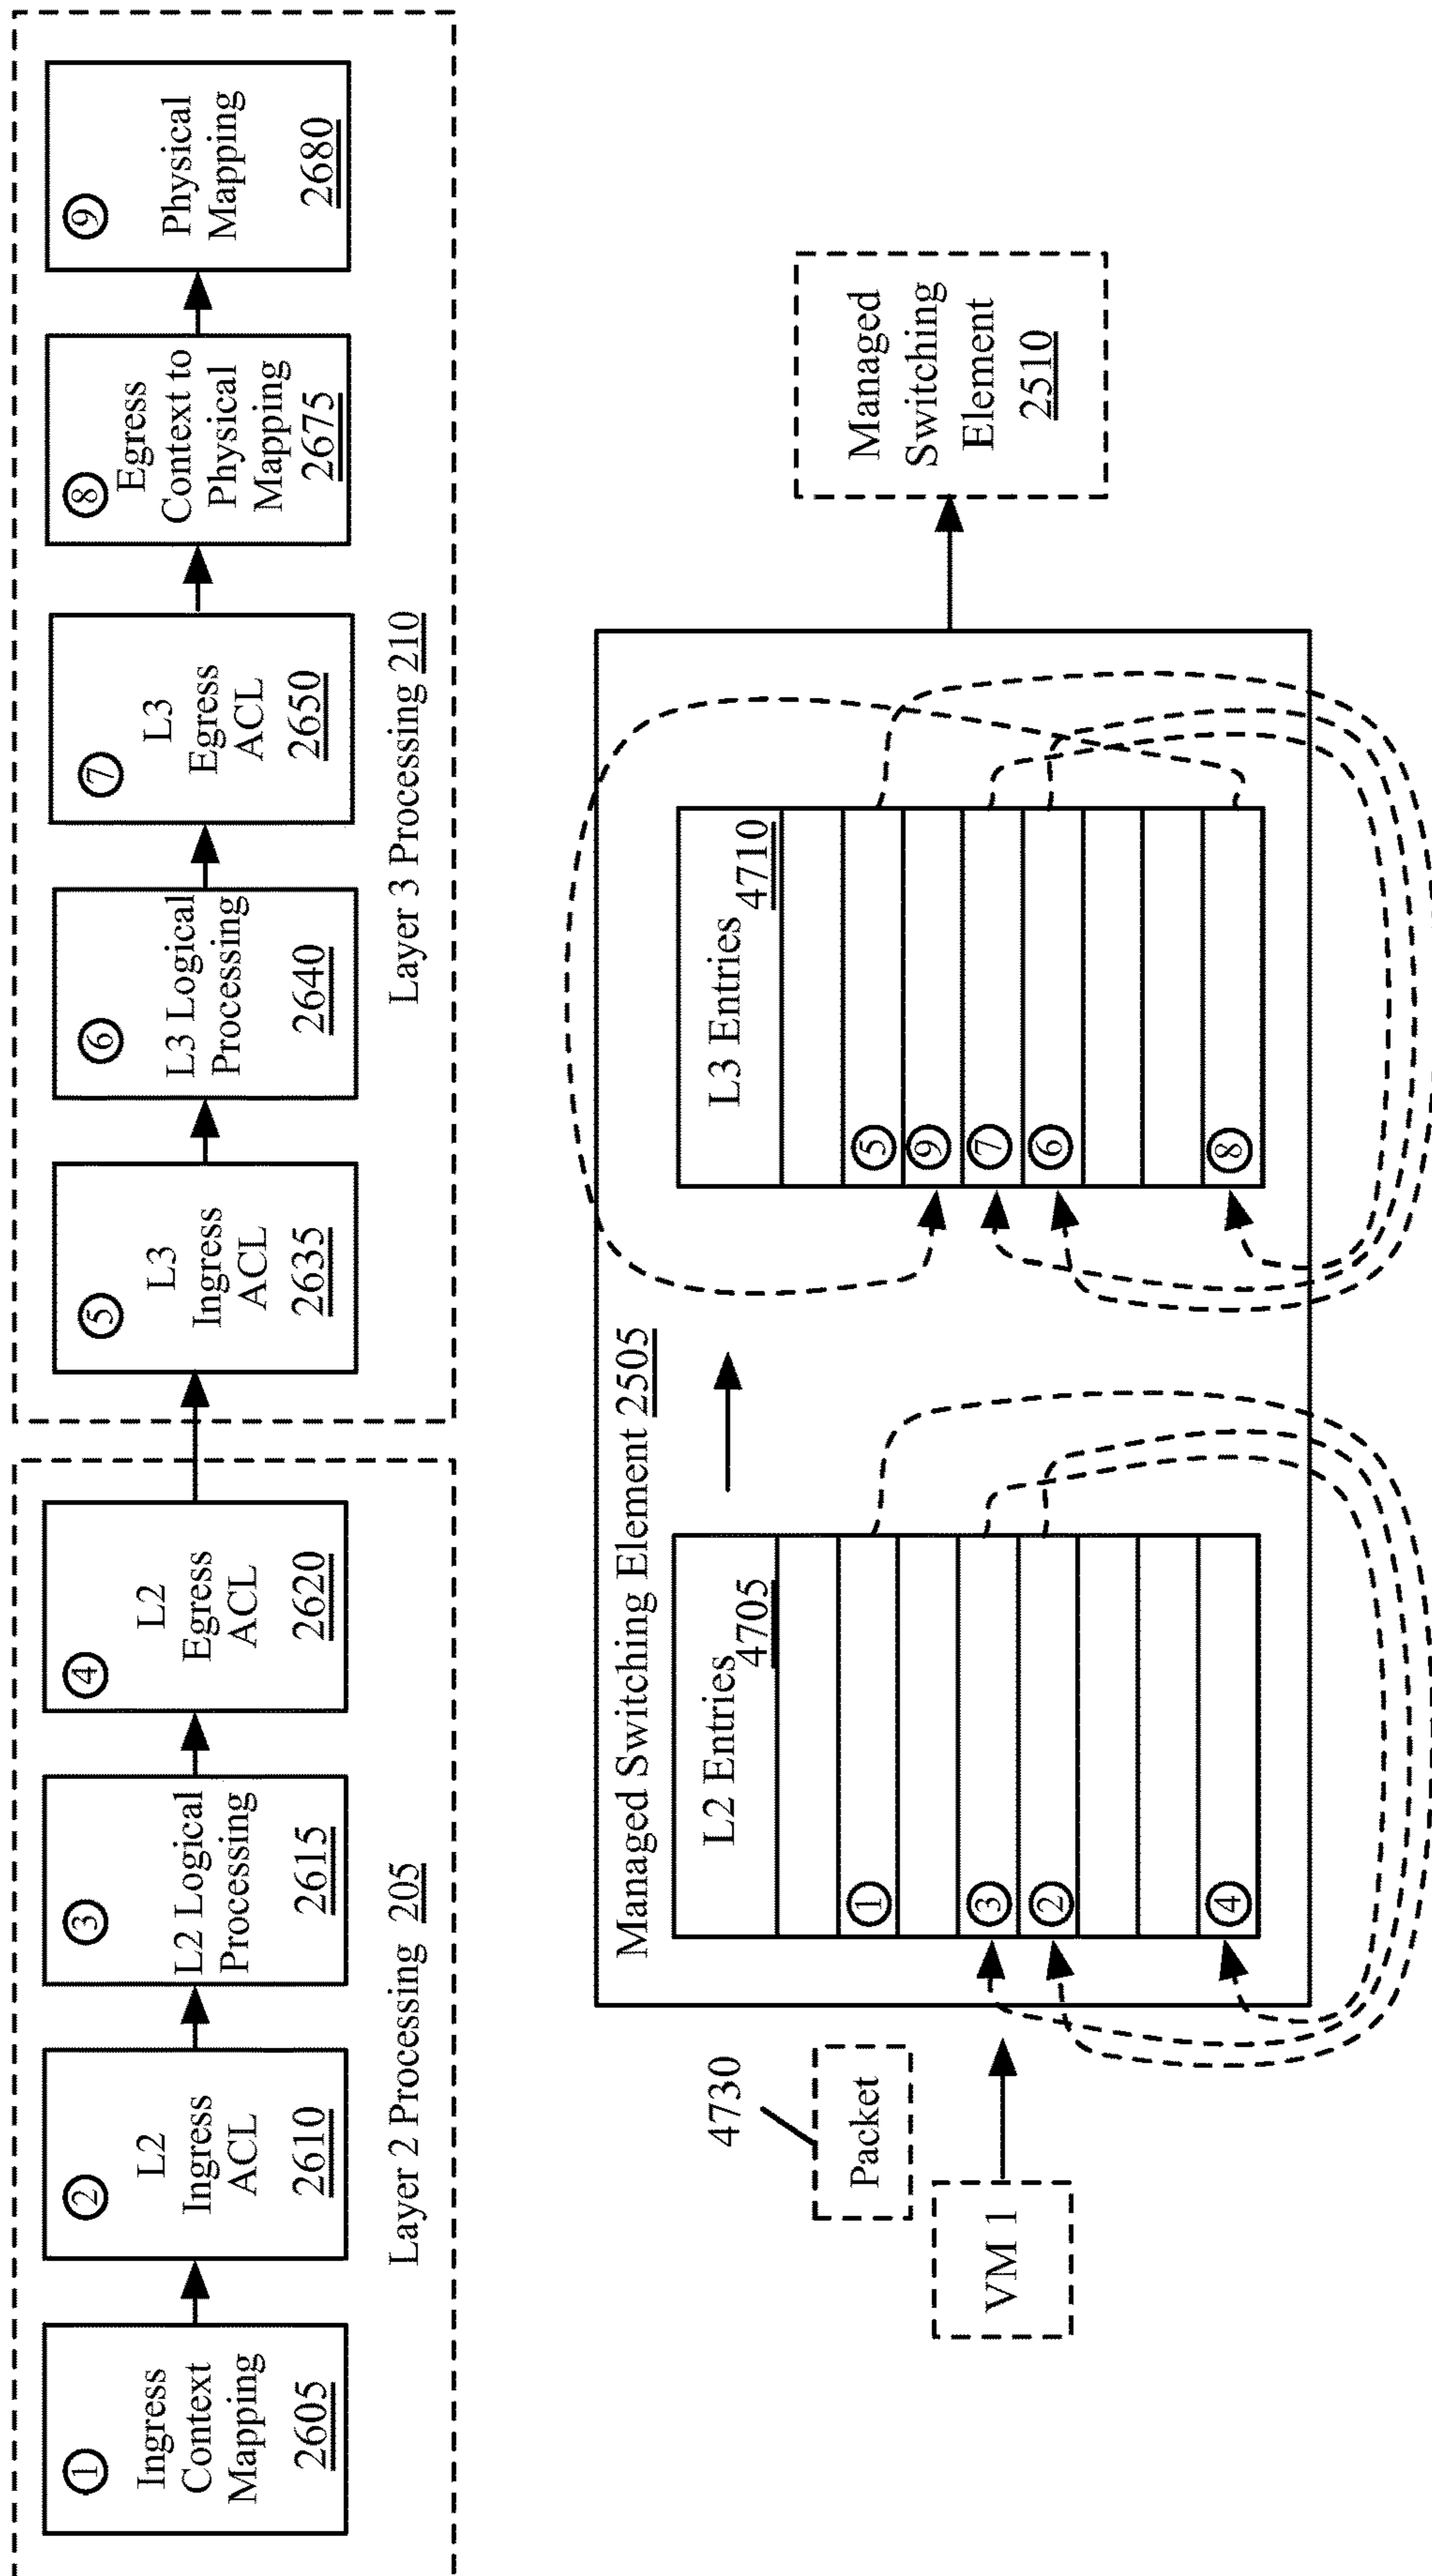 ①
Ingress
Context
Mapping
2605
②
L2
Ingress
ACL
2610
③
L2 Logical
Processing
2615
④
L2
Egress
ACL
2620
Layer 2 Processing 205
⑤
L3
Ingress
ACL
2635
⑥
L3 Logical
Processing
2640
⑦
L3
Egress
ACL
2650
⑧
Egress
Context to
Physical
Mapping
2675
⑨
Physical
Mapping
2680
Layer 3 Processing 210
4730
Packet
VM 1
Managed Switching Element 2505
L2 Entries
4705
①
③
②
④
L3 Entries
4710
⑤
⑨
⑦
⑥
⑧
Managed
Switching
Element
2510